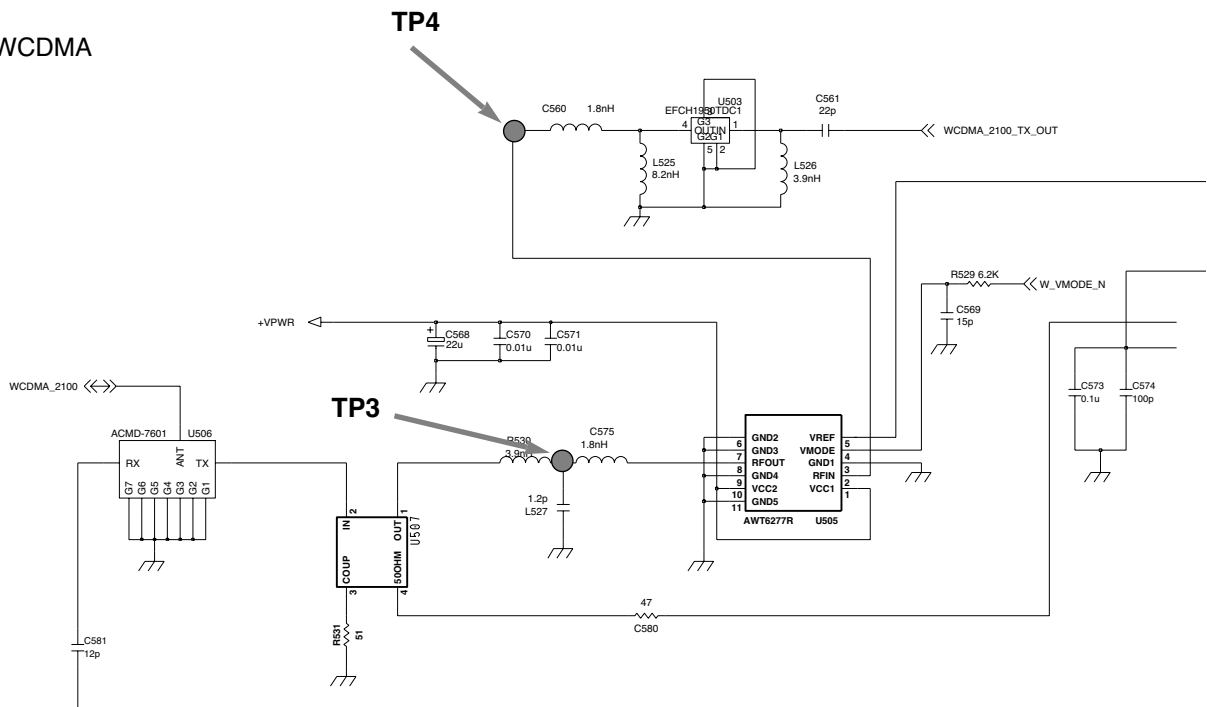 TP4
WCDMA
C560 1.8nH
U503
EFCH1950TDC1
C561
22p
4 G3 1
OUTIN
G2G1
5 2
WCDMA_2100_TX_OUT
L525
8.2nH
L526
3.9nH
R529 6.2K
W_VMODE_N
C569
15p
+VPWR
+
C568
22u
C570
0.01u
C571
0.01u
WCDMA_2100
C573
0.1u
C574
100p
TP3
R530
3.9nH
C575
1.8nH
ACMD-7601 U506
RX ANT TX
G7 G6 G5 G4 G3 G2 G1
1.2p
L527
6 GND2 VREF 5
7 GND3 VMODE 4
8 RFOUT GND1 3
9 GND4 RFIN 2
10 VCC2 VCC1 1
11 GND5
AWT6277R U505
2 1
IN OUT
U507
COUP 50OHM
3 4
R531
51
47
C580
C581
12p